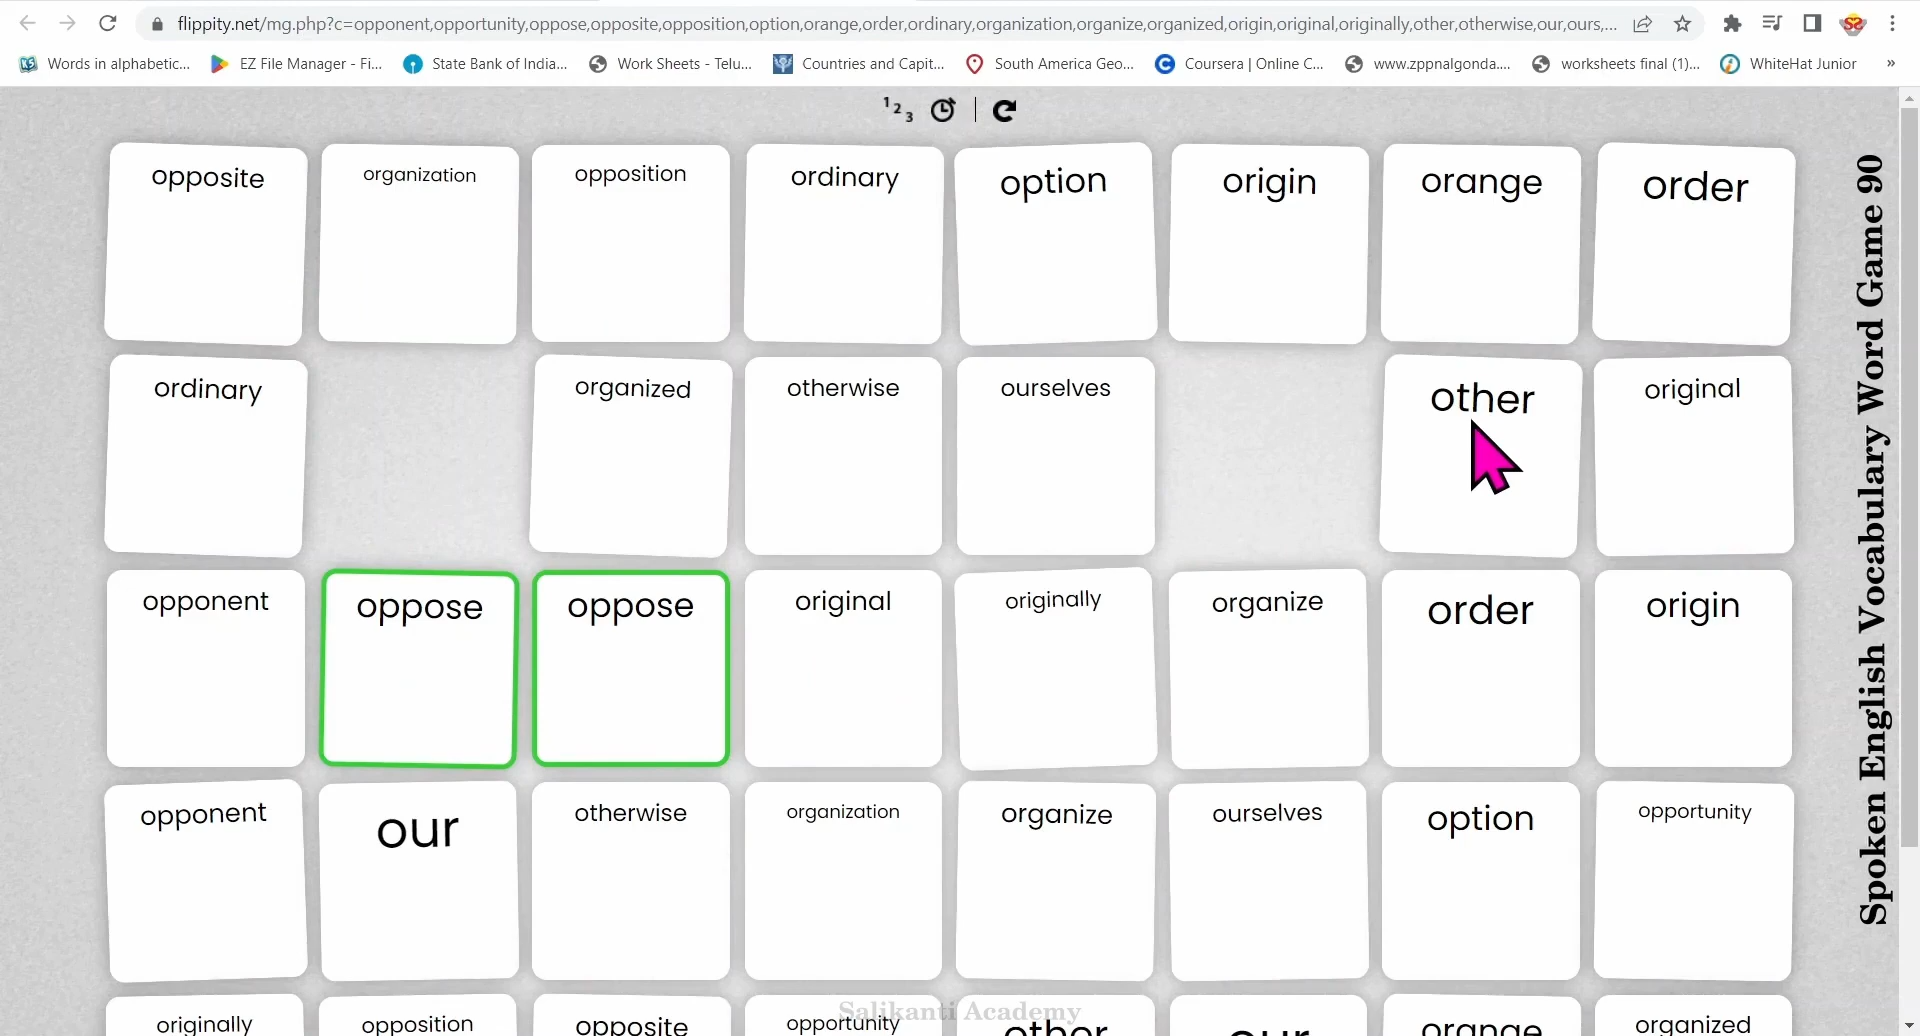 flippity.net/mg.php?c=opponent,opportunity,oppose,opposite,opposition,option,orange,order,ordinary,organization,organize,organized,origin,original,originally,other,otherwise,our,ours,...
Words in alphabetic... EZ File Manager - Fi... State Bank of India... Work Sheets - Telu... Countries and Capit... South America Geo... Coursera | Online C... www.zppnalgonda.... worksheets final (1)... WhiteHat Junior »
1 2 3
opposite organization opposition ordinary option origin orange order
ordinary organized otherwise ourselves other original
opponent oppose oppose original originally organize order origin
opponent our otherwise organization organize ourselves option opportunity
originally opposition opposite opportunity other our orange organized
Salikanti Academy
Spoken English Vocabulary Word Game 90